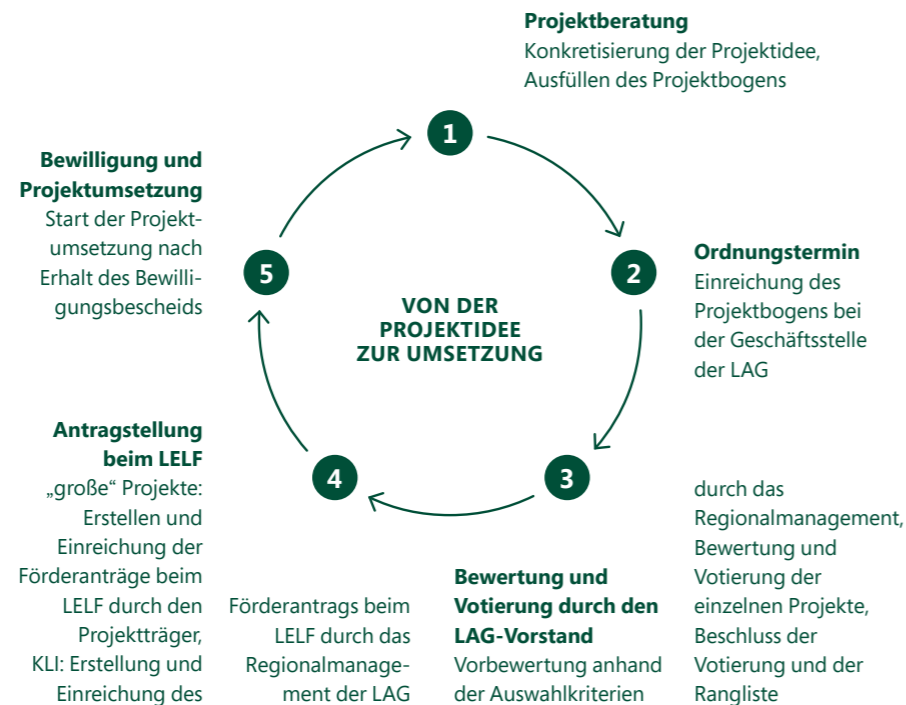 VON DER
PROJEKTIDEE
ZUR UMSETZUNG
1
Projektberatung
Konkretisierung der Projektidee,
Ausfüllen des Projektbogens
2
Ordnungstermin
Einreichung des
Projektbogens bei
der Geschäftsstelle
der LAG
3
Bewertung und
Votierung durch den
LAG-Vorstand
Vorbewertung anhand
der Auswahlkriterien
durch das
Regionalmanagement,
Bewertung und
Votierung der
einzelnen Projekte,
Beschluss der
Votierung und der
Rangliste
4
Antragstellung
beim LELF
„große“ Projekte:
Erstellen und
Einreichung der
Förderanträge beim
LELF durch den
Projektträger,
KLI: Erstellung und
Einreichung des
Förderantrags beim
LELF durch das
Regionalmanage-
ment der LAG
5
Bewilligung und
Projektumsetzung
Start der Projekt-
umsetzung nach
Erhalt des Bewilli-
gungsbescheids